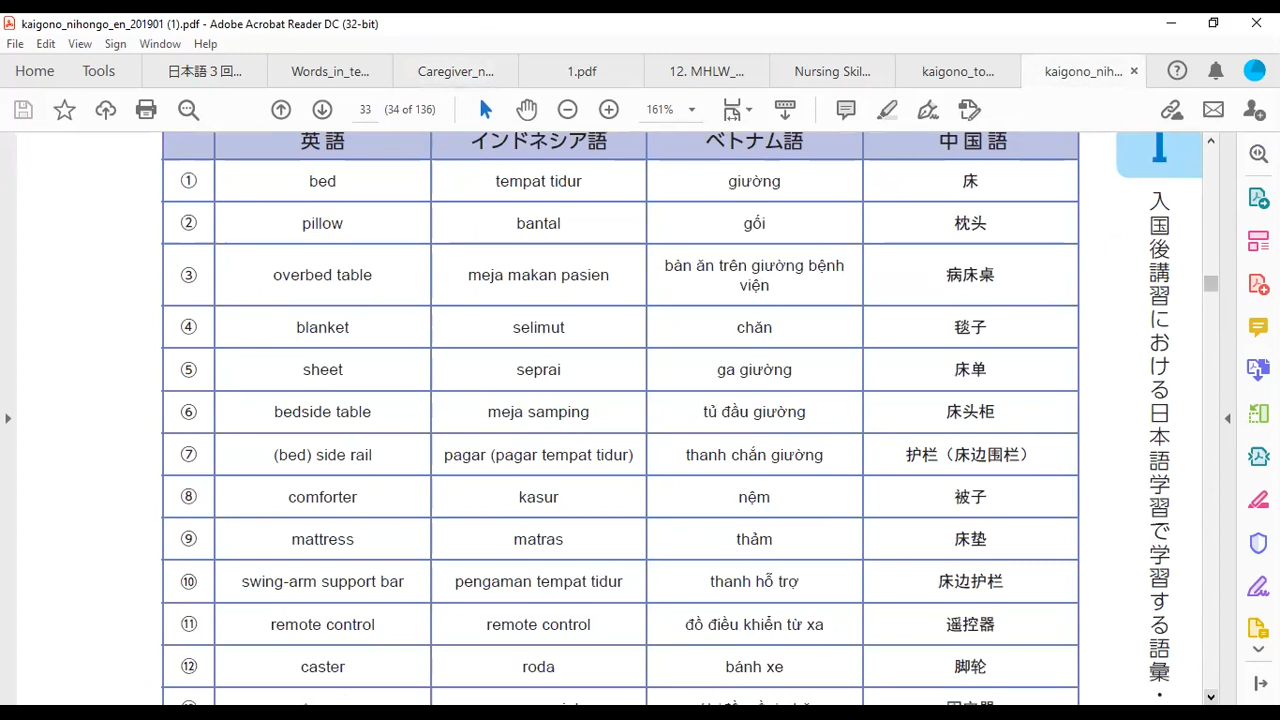 kaigono_nihongo_en_201901 (1).pdf - Adobe Acrobat Reader DC (32-bit)
File Edit View Sign Window Help
Home Tools 日本語３回... Words_in_te... Caregiver_n... 1.pdf 12. MHLW_... Nursing Skil... kaigono_to... kaigono_nih...
33 (34 of 136) 161%
英語 インドネシア語 ベトナム語 中国語
① bed tempat tidur giường 床
② pillow bantal gối 枕头
③ overbed table meja makan pasien bàn ăn trên giường bệnh
viện 病床桌
④ blanket selimut chăn 毯子
⑤ sheet seprai ga giường 床单
⑥ bedside table meja samping tủ đầu giường 床头柜
⑦ (bed) side rail pagar (pagar tempat tidur) thanh chắn giường 护栏（床边围栏）
⑧ comforter kasur nệm 被子
⑨ mattress matras thảm 床垫
⑩ swing-arm support bar pengaman tempat tidur thanh hỗ trợ 床边护栏
⑪ remote control remote control đồ điều khiển từ xa 遥控器
⑫ caster roda bánh xe 脚轮
I
入国後講習における日本語学習で学習する語彙・